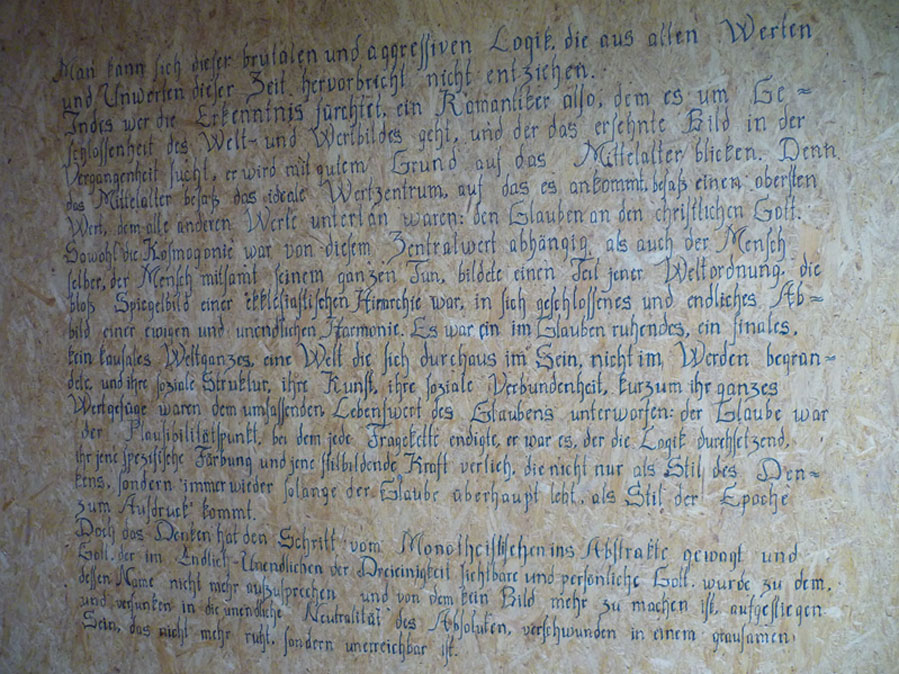 Man kann sich dieser brutalen und aggressiven Logik, die aus allen Werten
und Unwerten dieser Zeit hervorbricht nicht entziehen.
Indes wer die Erkenntnis fürchtet, ein Romantiker also, dem es um Ge=
schlossenheit des Welt- und Wertbildes geht, und der das ersehnte Bild in der
Vergangenheit sucht, er wird mit gutem Grund auf das Mittelalter blicken. Denn
das Mittelalter besaß das ideale Wertzentrum, auf das es ankommt, besaß einen obersten
Wert, dem alle anderen Werte untertan waren: den Glauben an den christlichen Gott.
Sowohl die Kosmogonie war von diesem Zentralwert abhängig als auch der Mensch
selber, der Mensch mitsamt seinem ganzen Tun, bildete einen Teil jener Weltordnung, die
bloß Spiegelbild einer ekklesiastischen Hierarchie war, in sich geschlossenes und endliches Ab=
bild einer ewigen und unendlichen Harmonie. Es war ein im Glauben ruhendes, ein finales,
kein kausales Weltganzes, eine Welt die sich durchaus im Sein, nicht im Werden begrün=
dete, und ihre soziale Struktur, ihre Kunst, ihre soziale Verbundenheit, kurzum ihr ganzes
Wertgefüge waren dem umfassenden Lebenswert des Glaubens unterworfen: der Glaube war
der Plausibilitätspunkt, bei dem jede Fragekette endigte, er war es, der die Logik durchsetzend,
ihr jene spezifische Färbung und jene stilbildende Kraft verlieh, die nicht nur als Stil des Den=
kens, sondern immer wieder solange der Glaube überhaupt lebt, als Stil der Epoche
zum Ausdruck kommt.
Doch das Denken hat den Schritt vom Monotheistischen ins Abstrakte gewagt und
Gott, der im Endlich-Unendlichen der Dreieinigkeit sichtbare und persönliche Gott, wurde zu dem,
dessen Name nicht mehr auszusprechen und von dem kein Bild mehr zu machen ist, aufgestiegen
und versunken in die unendliche Neutralität des Absoluten, verschwunden in einem grausamen
Sein, das nicht mehr ruht, sondern unerreichbar ist.